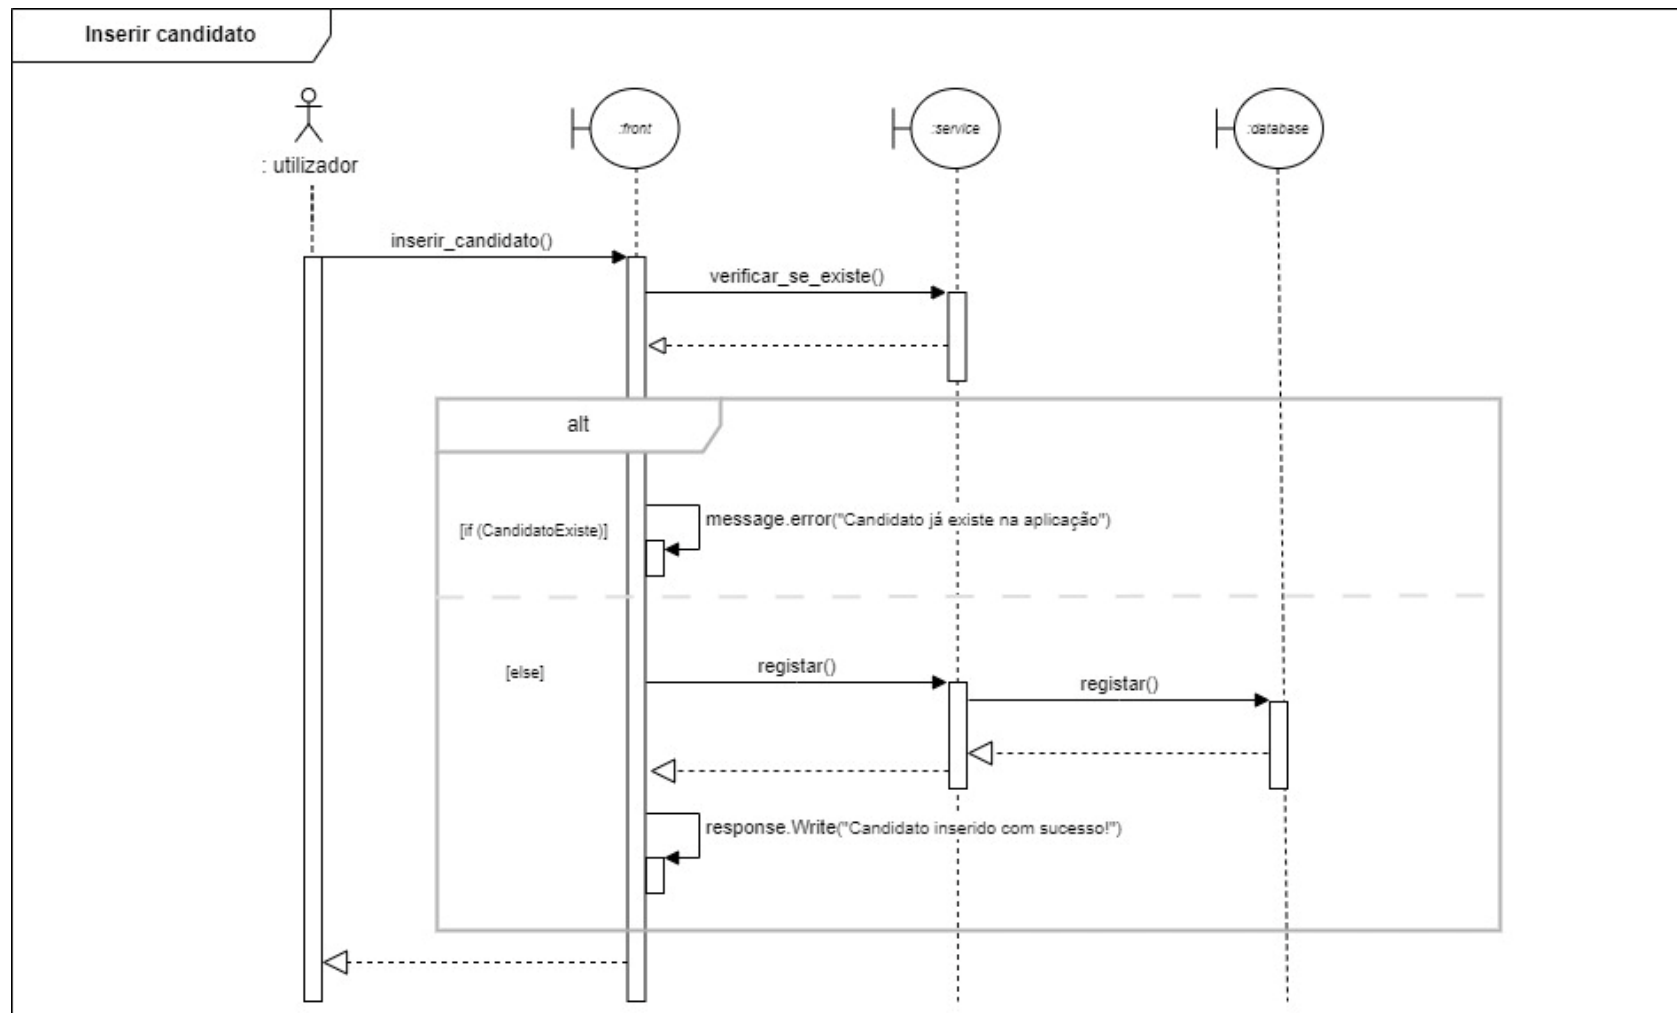 Inserir candidato
: utilizador
:front
:service
:database
inserir_candidato()
verificar_se_existe()
alt
[if (CandidatoExiste)]
message.error("Candidato já existe na aplicação")
[else]
registar()
registar()
response.Write("Candidato inserido com sucesso!")